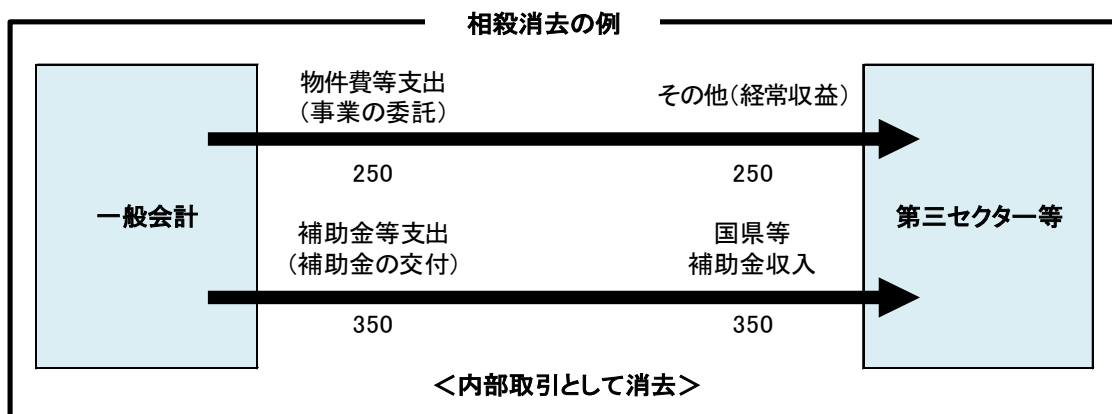 相殺消去の例
物件費等支出
（事業の委託）
その他（経常収益）
250
250
一般会計
第三セクター等
補助金等支出
（補助金の交付）
国県等
補助金収入
350
350
＜内部取引として消去＞